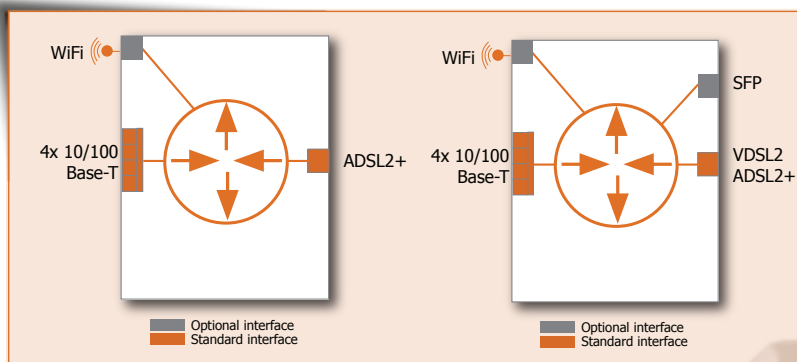 WiFi
4x 10/100
Base-T
ADSL2+
Optional interface
Standard interface
WiFi
SFP
4x 10/100
Base-T
VDSL2
ADSL2+
Optional interface
Standard interface